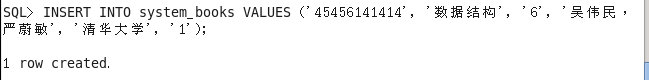 SQL> INSERT INTO system_books VALUES ('45456141414', '数据结构', '6', '吴伟民，
严蔚敏', '清华大学', '1');
1 row created.